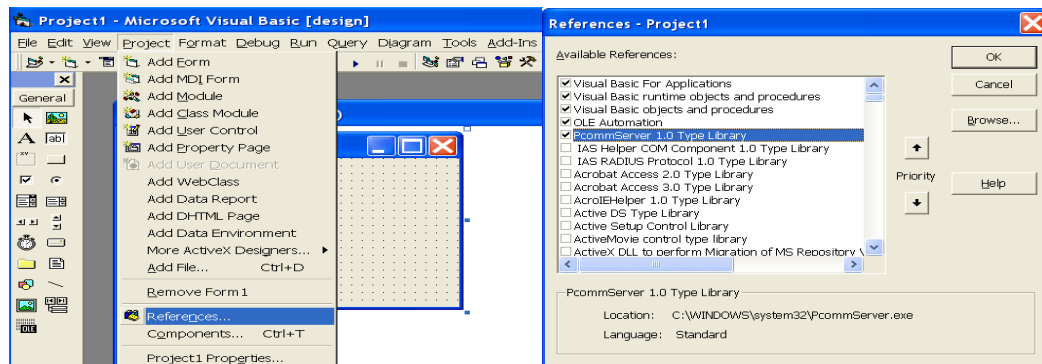 Project1 - Microsoft Visual Basic [design]
File Edit View Project Format Debug Run Query Diagram Tools Add-Ins
General
A
ab|
xv
OLE
Add Form
Add MDI Form
Add Module
Add Class Module
Add User Control
Add Property Page
Add User Document
Add WebClass
Add Data Report
Add DHTML Page
Add Data Environment
More ActiveX Designers...
Add File... Ctrl+D
Remove Form1
References...
Components... Ctrl+T
Project1 Properties...
References - Project1
Available References:
Visual Basic For Applications
Visual Basic runtime objects and procedures
Visual Basic objects and procedures
OLE Automation
PcommServer 1.0 Type Library
IAS Helper COM Component 1.0 Type Library
IAS RADIUS Protocol 1.0 Type Library
Acrobat Access 2.0 Type Library
Acrobat Access 3.0 Type Library
AcroIEHelper 1.0 Type Library
Active DS Type Library
Active Setup Control Library
ActiveMovie control type library
ActiveX DLL to perform Migration of MS Repository V
OK
Cancel
Browse...
Priority
Help
PcommServer 1.0 Type Library
Location: C:\WINDOWS\system32\PcommServer.exe
Language: Standard